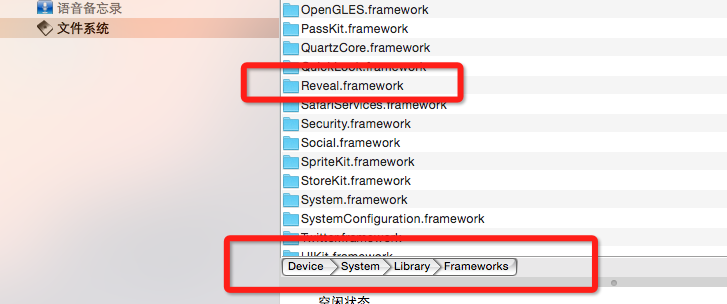 语音备忘录
文件系统
OpenGLES.framework
PassKit.framework
QuartzCore.framework
QuickLook.framework
Reveal.framework
SafariServices.framework
Security.framework
Social.framework
SpriteKit.framework
StoreKit.framework
System.framework
SystemConfiguration.framework
Twitter.framework
UIKit.framework
Device System Library Frameworks
空闲状态